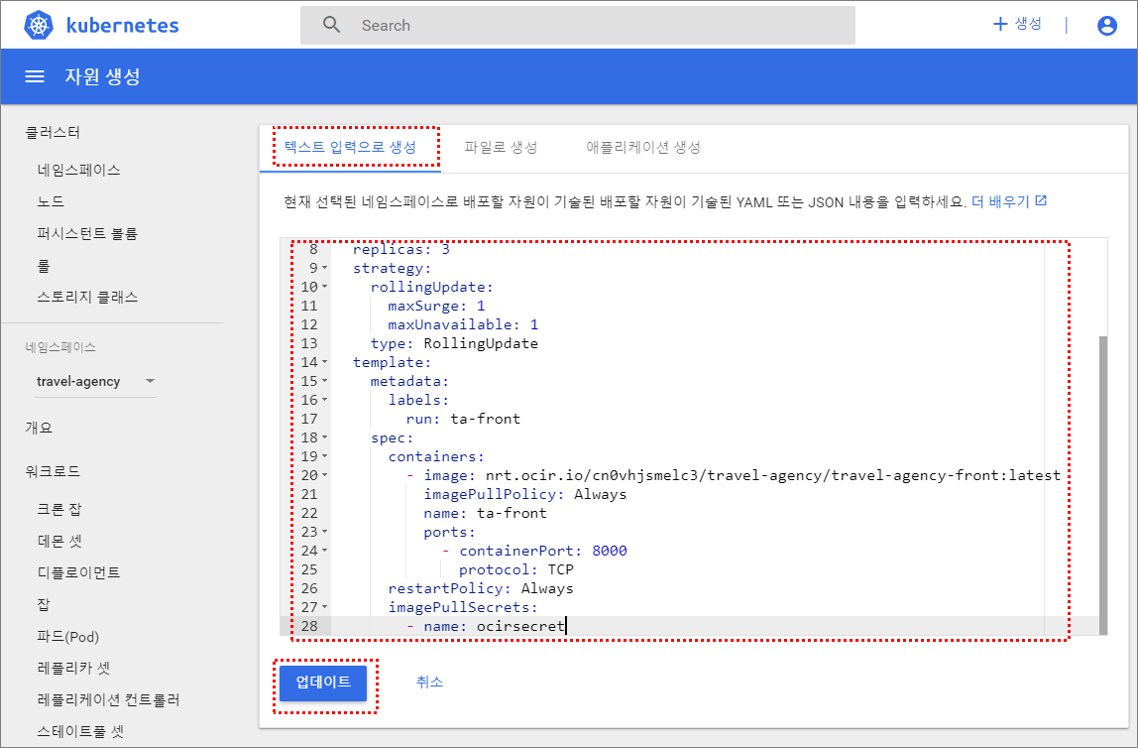 kubernetes
Search
+ 생성 |
자원 생성
클러스터
네임스페이스
노드
퍼시스턴트 볼륨
롤
스토리지 클래스
네임스페이스
travel-agency
개요
워크로드
크론 잡
데몬 셋
디플로이먼트
잡
파드(Pod)
레플리카 셋
레플리케이션 컨트롤러
스테이트풀 셋
텍스트 입력으로 생성
파일로 생성
애플리케이션 생성
현재 선택된 네임스페이스로 배포할 자원이 기술된 배포할 자원이 기술된 YAML 또는 JSON 내용을 입력하세요. 더 배우기
8 replicas: 3
9 strategy:
10 rollingUpdate:
11 maxSurge: 1
12 maxUnavailable: 1
13 type: RollingUpdate
14 template:
15 metadata:
16 labels:
17 run: ta-front
18 spec:
19 containers:
20 - image: nrt.ocir.io/cn0vhjsmelc3/travel-agency/travel-agency-front:latest
21 imagePullPolicy: Always
22 name: ta-front
23 ports:
24 - containerPort: 8000
25 protocol: TCP
26 restartPolicy: Always
27 imagePullSecrets:
28 - name: ocirsecret
업데이트
취소